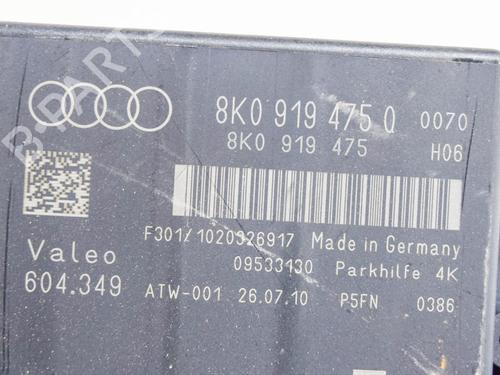 B-PARTS
8K0 919 475 Q 0070
8K0 919 475 H06
F301/1020326917 Made in Germany
Valeo 09533130 Parkhilfe 4K
604.349 ATW-001 26.07.10 P5FN 0386